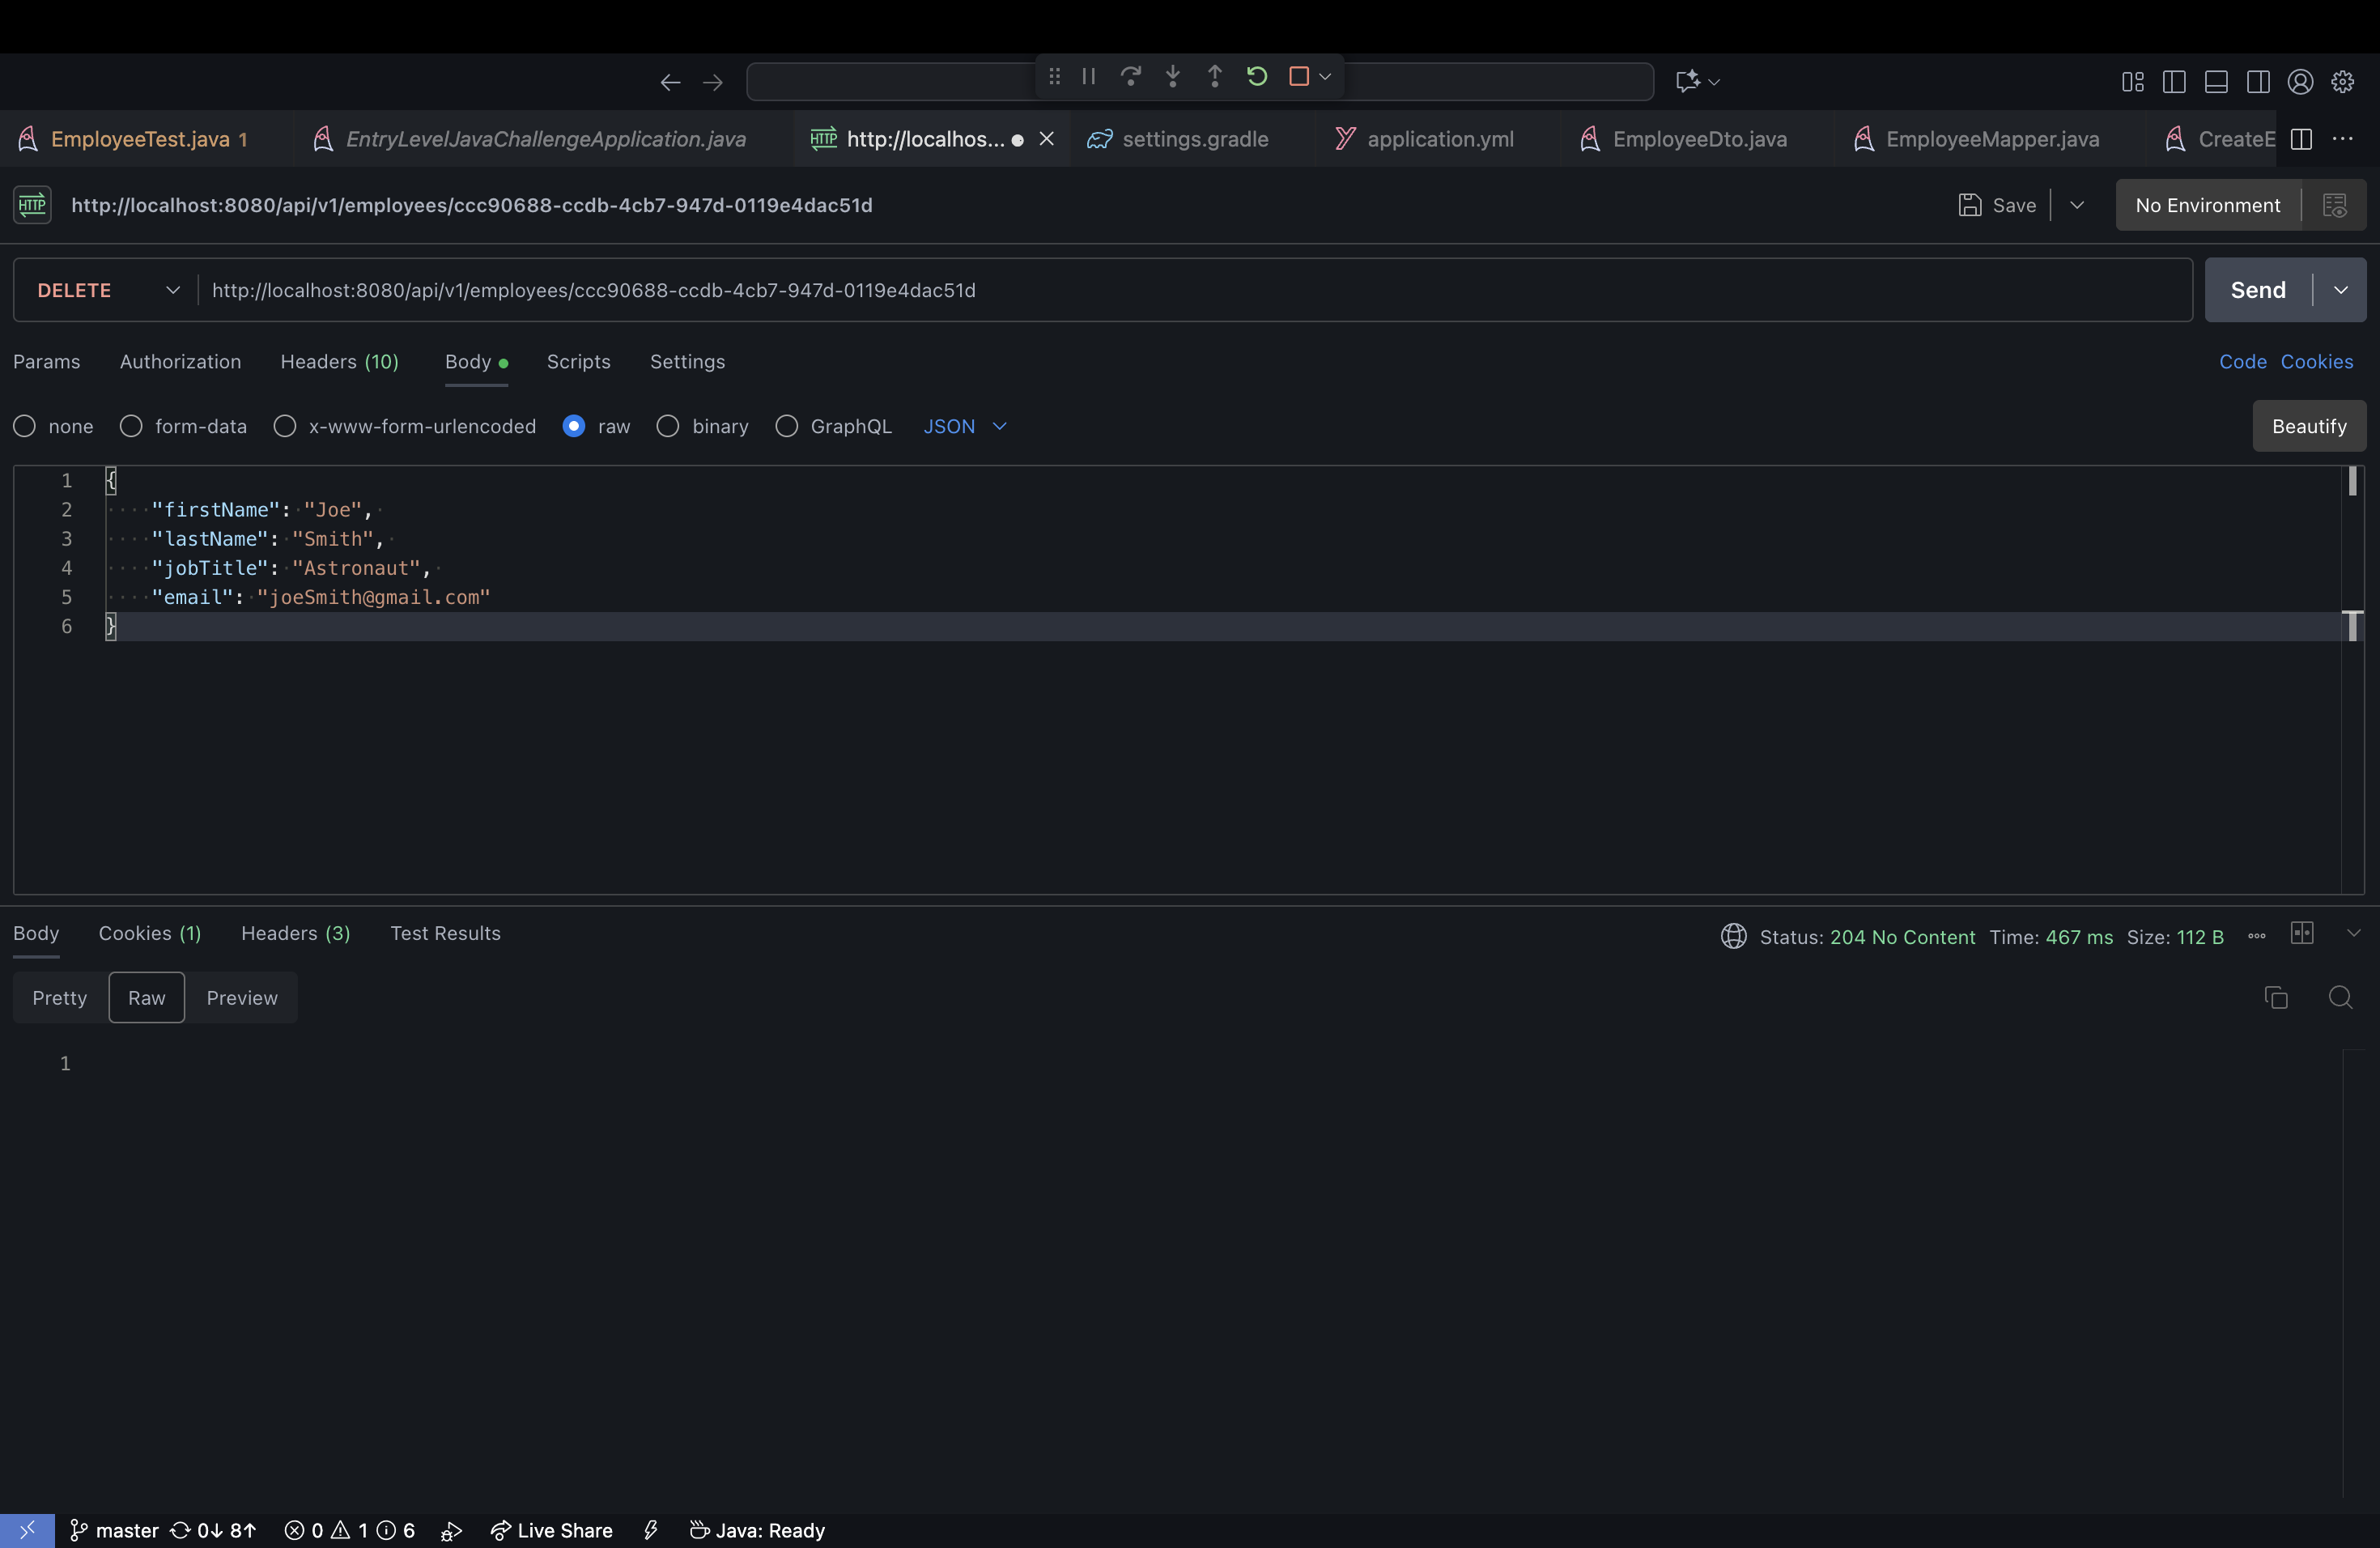 EmployeeTest.java 1
EntryLevelJavaChallengeApplication.java
HTTP http://localhos...
settings.gradle
application.yml
EmployeeDto.java
EmployeeMapper.java
CreateE
HTTP http://localhost:8080/api/v1/employees/ccc90688-ccdb-4cb7-947d-0119e4dac51d
Save
No Environment
DELETE http://localhost:8080/api/v1/employees/ccc90688-ccdb-4cb7-947d-0119e4dac51d
Send
Params Authorization Headers (10) Body Scripts Settings
Code Cookies
none form-data x-www-form-urlencoded raw binary GraphQL JSON
Beautify
1 {
2 "firstName": "Joe",
3 "lastName": "Smith",
4 "jobTitle": "Astronaut",
5 "email": "joeSmith@gmail.com"
6 }
Body Cookies (1) Headers (3) Test Results
Status: 204 No Content Time: 467 ms Size: 112 B
Pretty Raw Preview
1
master 0↓ 8↑ 0 1 6 Live Share Java: Ready